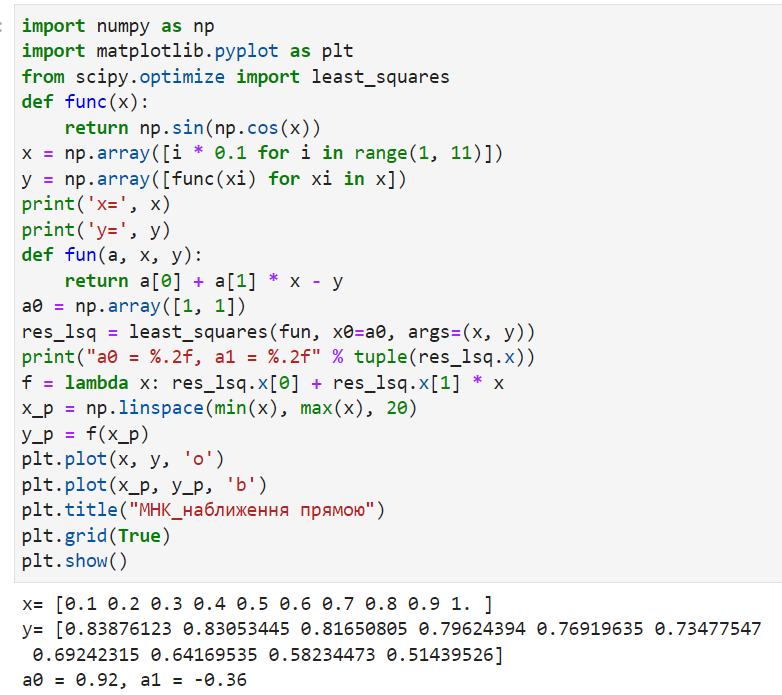 import numpy as np
import matplotlib.pyplot as plt
from scipy.optimize import least_squares
def func(x):
    return np.sin(np.cos(x))
x = np.array([i * 0.1 for i in range(1, 11)])
y = np.array([func(xi) for xi in x])
print('x=', x)
print('y=', y)
def fun(a, x, y):
    return a[0] + a[1] * x - y
a0 = np.array([1, 1])
res_lsq = least_squares(fun, x0=a0, args=(x, y))
print("a0 = %.2f, a1 = %.2f" % tuple(res_lsq.x))
f = lambda x: res_lsq.x[0] + res_lsq.x[1] * x
x_p = np.linspace(min(x), max(x), 20)
y_p = f(x_p)
plt.plot(x, y, 'o')
plt.plot(x_p, y_p, 'b')
plt.title("МНК_наближення прямою")
plt.grid(True)
plt.show()
x= [0.1 0.2 0.3 0.4 0.5 0.6 0.7 0.8 0.9 1. ]
y= [0.83876123 0.83053445 0.81650805 0.79624394 0.76919635 0.73477547
 0.69242315 0.64169535 0.58234473 0.51439526]
a0 = 0.92, a1 = -0.36